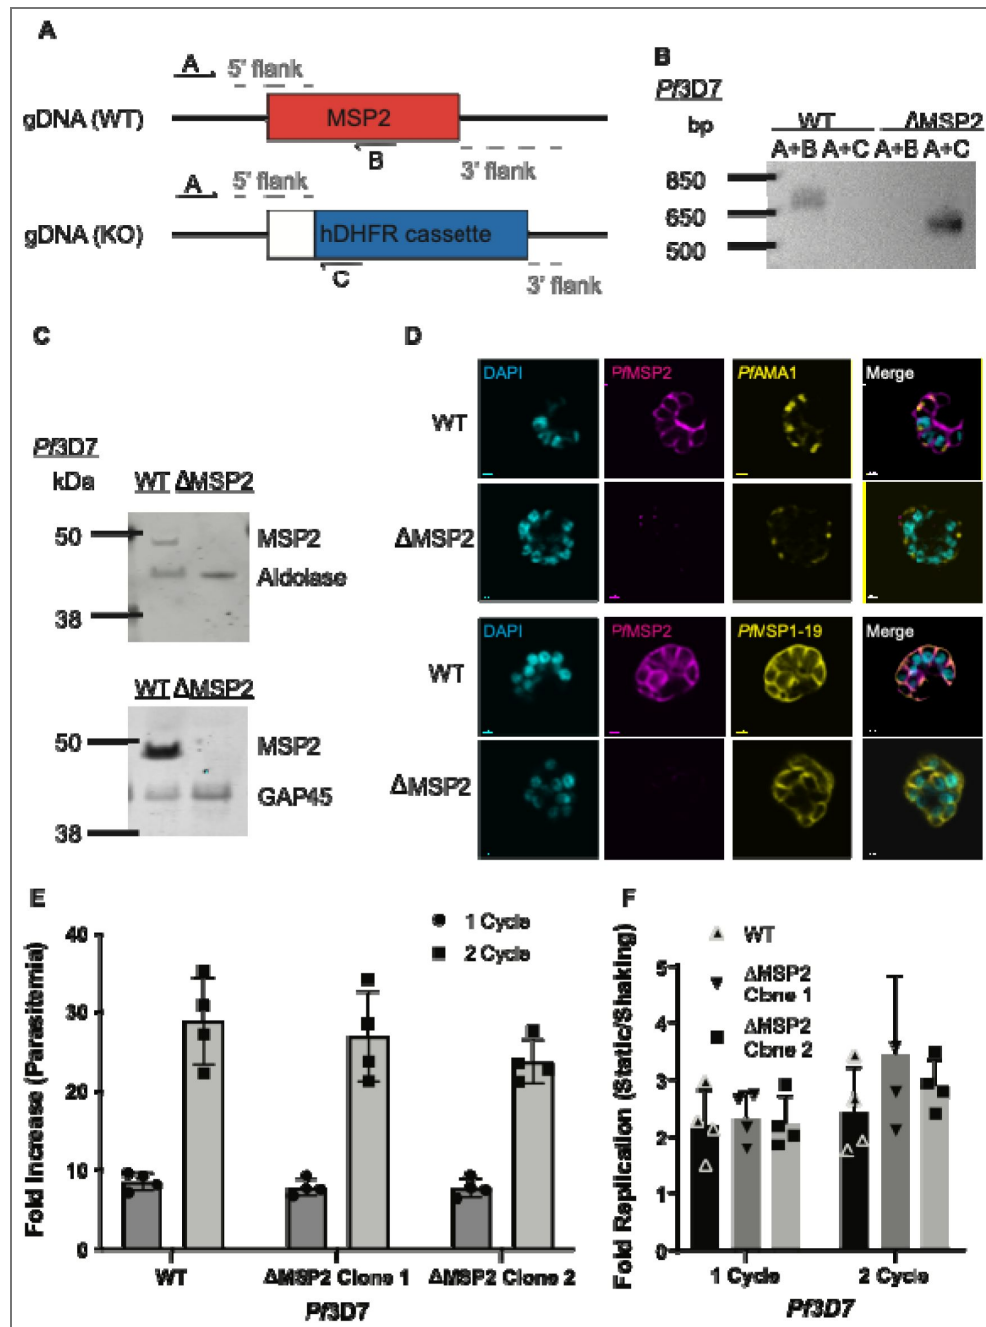 A
A
5' flank
gDNA (WT)
MSP2
B
3' flank
A
5' flank
gDNA (KO)
hDHFR cassette
C
3' flank
B
Pf3D7
bp
WT ΔMSP2
A+B A+C A+B A+C
850
650
500
C
Pf3D7
kDa
WT ΔMSP2
50
MSP2
Aldolase
38
WT ΔMSP2
50
MSP2
GAP45
38
D
DAPI PfMSP2 PfAMA1 Merge
WT
ΔMSP2
DAPI PfMSP2 PfMSP1-19 Merge
WT
ΔMSP2
E
1 Cycle
2 Cycle
Fold Increase (Parasitemia)
40
30
20
10
0
WT ΔMSP2 Clone 1 ΔMSP2 Clone 2
Pf3D7
F
WT
ΔMSP2
Clone 1
ΔMSP2
Clone 2
Fold Replication (Static/Shaking)
5
4
3
2
1
0
1 Cycle 2 Cycle
Pf3D7